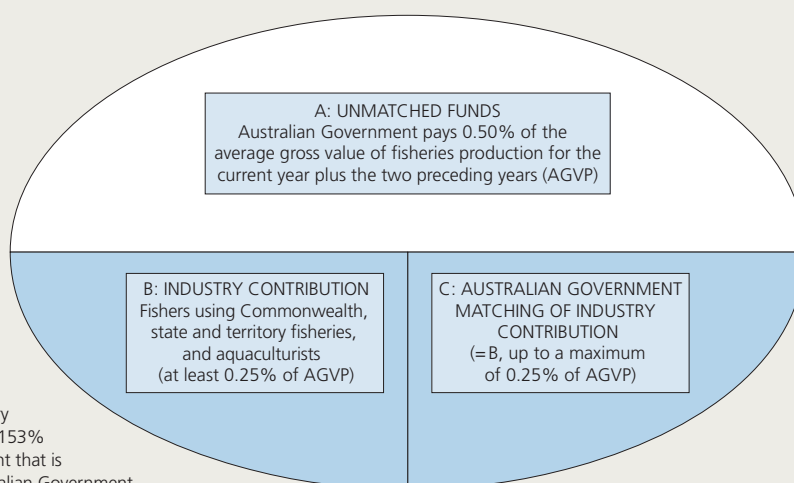 A: UNMATCHED FUNDS
Australian Government pays 0.50% of the
average gross value of fisheries production for the
current year plus the two preceding years (AGVP)
B: INDUSTRY CONTRIBUTION
Fishers using Commonwealth,
state and territory fisheries,
and aquaculturists
(at least 0.25% of AGVP)
C: AUSTRALIAN GOVERNMENT
MATCHING OF INDUSTRY
CONTRIBUTION
(=B, up to a maximum
of 0.25% of AGVP)
153%
that is
Government